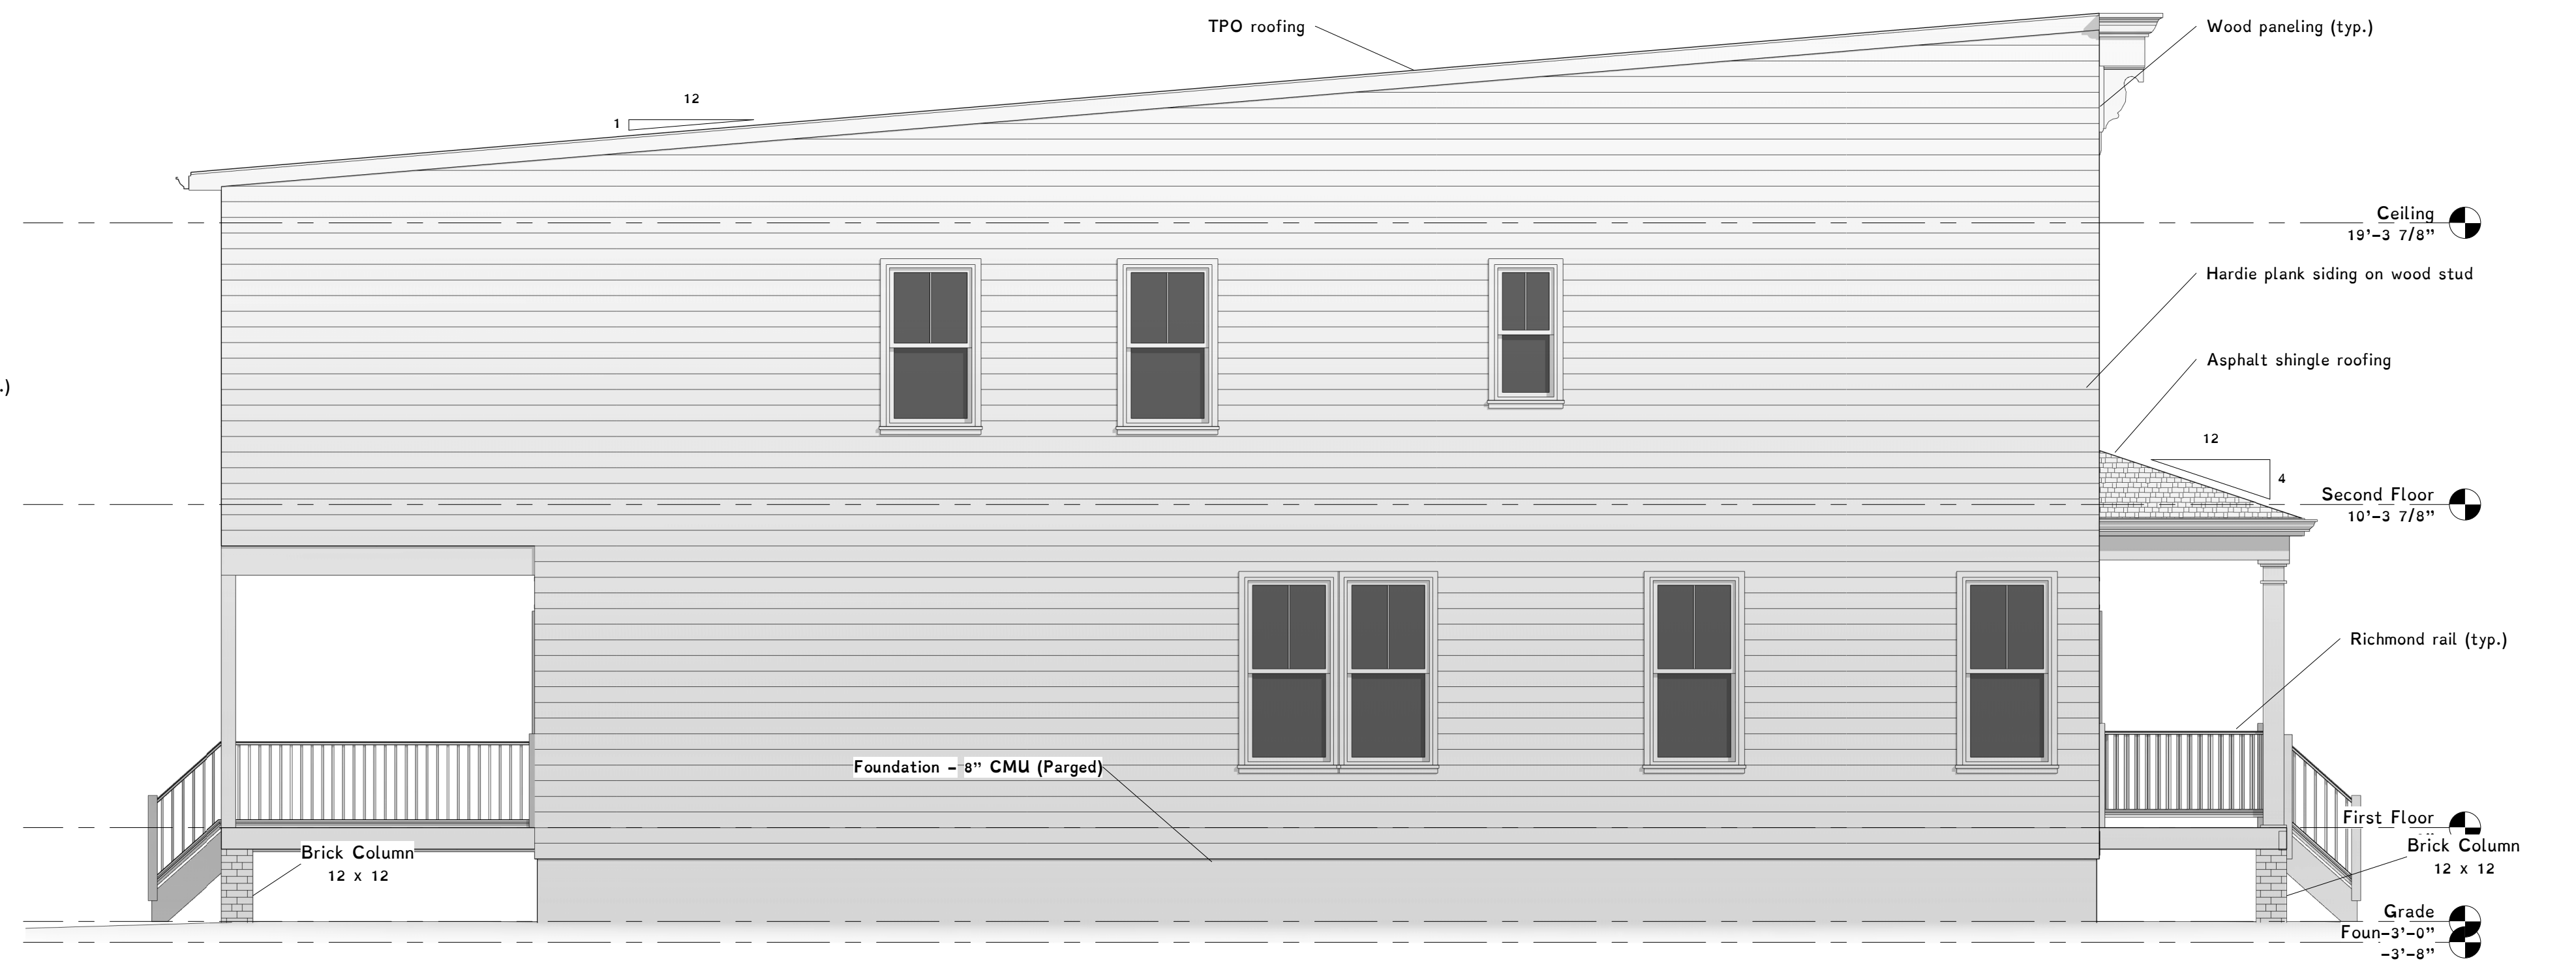 TPO roofing
Wood paneling (typ.)
12
1
Ceiling
19'-3 7/8"
Hardie plank siding on wood stud
.)
Asphalt shingle roofing
12
4
Second Floor
10'-3 7/8"
Richmond rail (typ.)
Foundation - 8" CMU (Parged)
First Floor
Brick Column
12 x 12
Brick Column
12 x 12
Grade
-3'-0"
Foun
-3'-8"